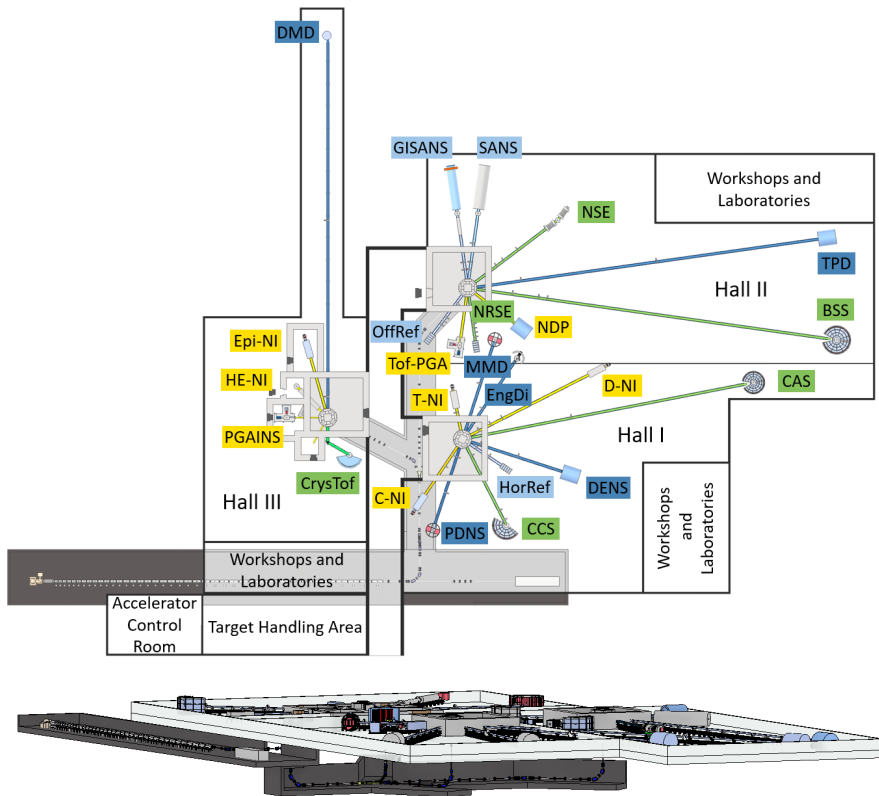 DMD
GISANS
SANS
Workshops and
Laboratories
NSE
TPD
Hall II
BSS
NRSE
NDP
OffRef
Epi-NI
Tof-PGA
MMD
HE-NI
T-NI
EngDi
D-NI
CAS
PGAINS
Hall I
CrysTof
HorRef
DENS
C-NI
Hall III
PDNS
CCS
Workshops
and
Laboratories
Workshops and
Laboratories
Accelerator
Control
Room
Target Handling Area